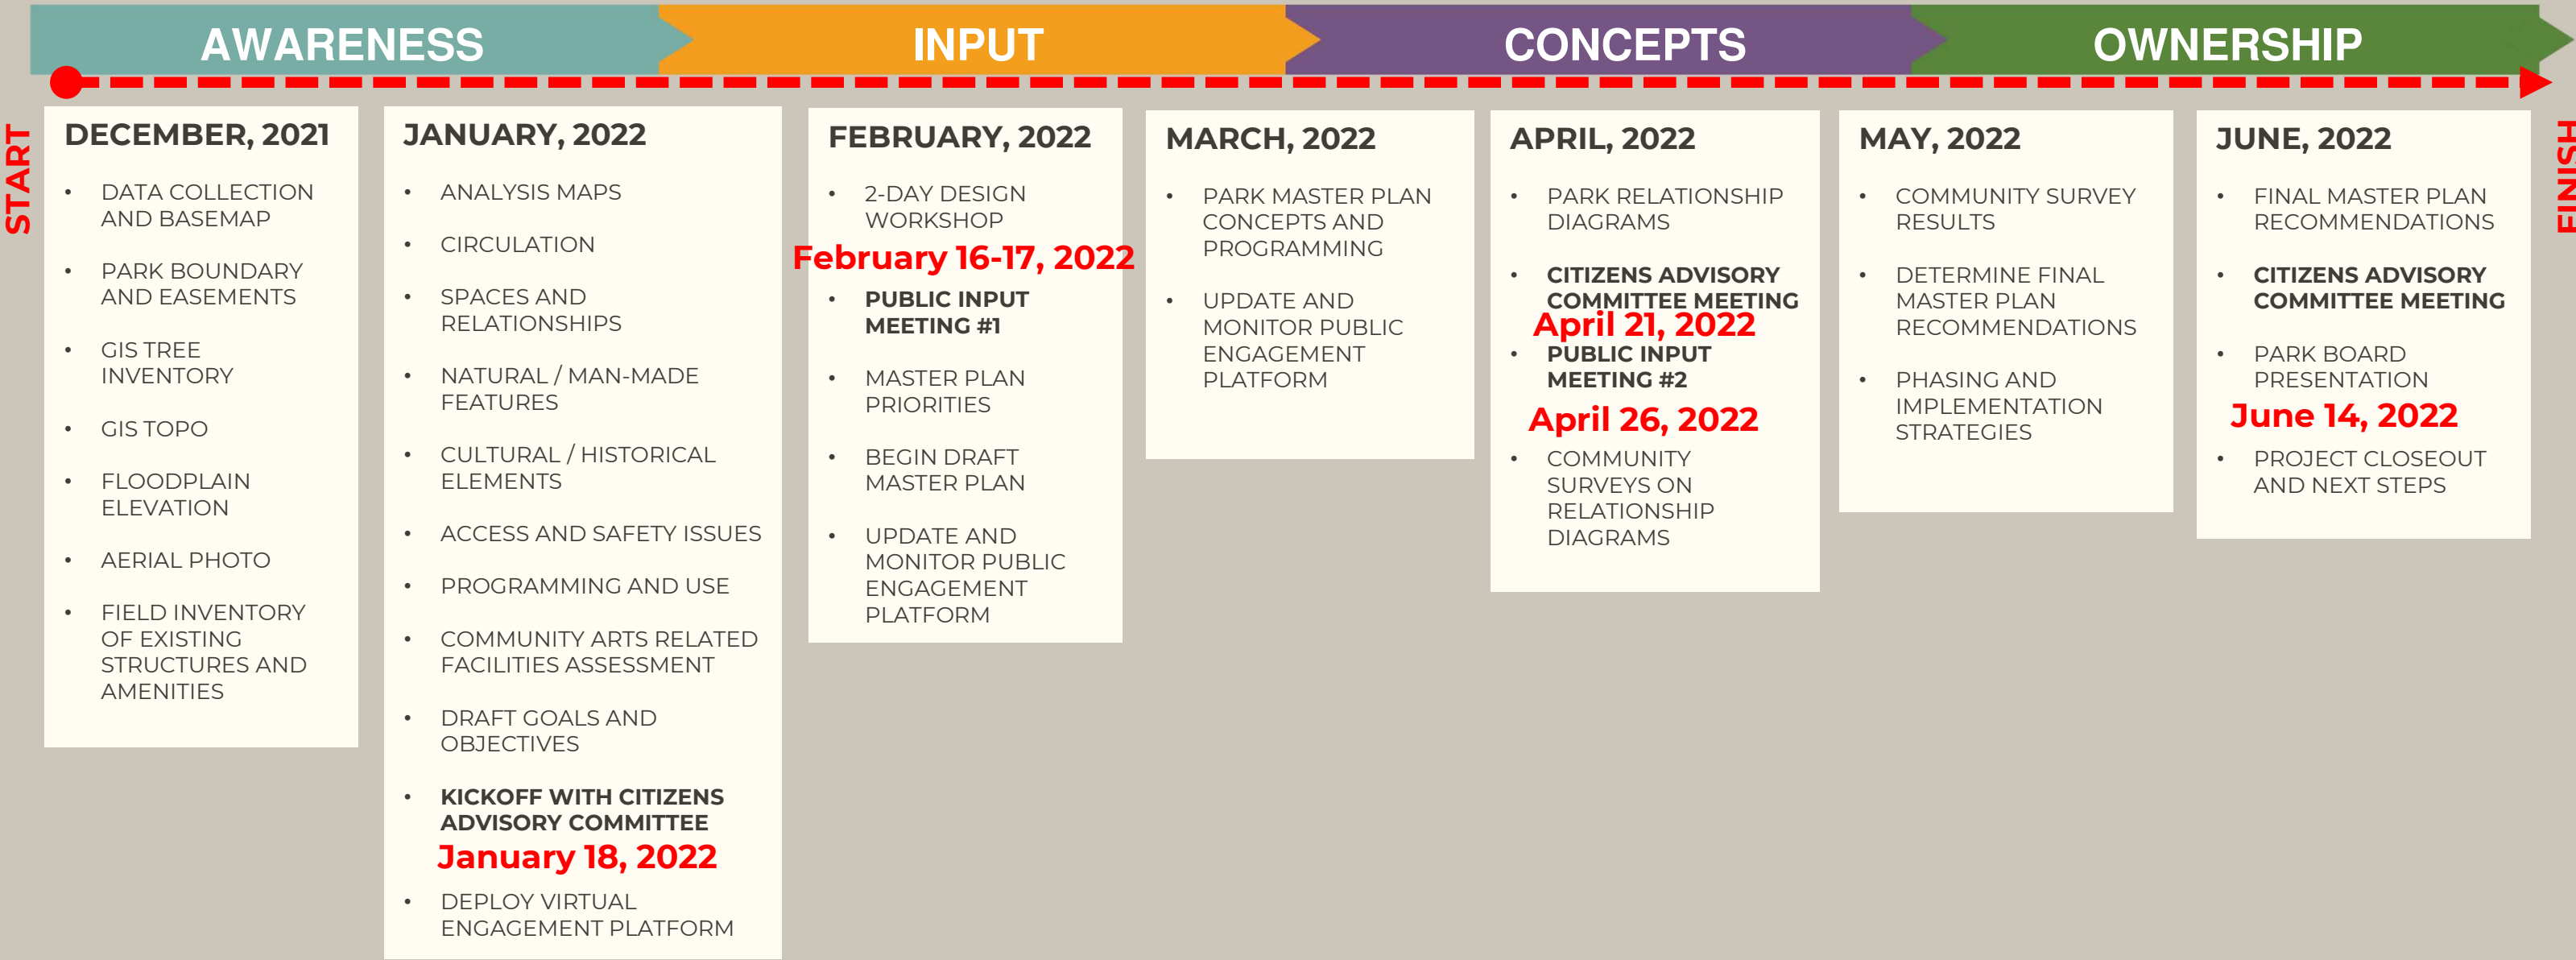 AWARENESS
INPUT
CONCEPTS
OWNERSHIP
START
DECEMBER, 2021
• DATA COLLECTION
AND BASEMAP
• PARK BOUNDARY
AND EASEMENTS
• GIS TREE
INVENTORY
• GIS TOPO
• FLOODPLAIN
ELEVATION
• AERIAL PHOTO
• FIELD INVENTORY
OF EXISTING
STRUCTURES AND
AMENITIES
JANUARY, 2022
• ANALYSIS MAPS
• CIRCULATION
• SPACES AND
RELATIONSHIPS
• NATURAL / MAN-MADE
FEATURES
• CULTURAL / HISTORICAL
ELEMENTS
• ACCESS AND SAFETY ISSUES
• PROGRAMMING AND USE
• COMMUNITY ARTS RELATED
FACILITIES ASSESSMENT
• DRAFT GOALS AND
OBJECTIVES
• KICKOFF WITH CITIZENS
ADVISORY COMMITTEE
January 18, 2022
• DEPLOY VIRTUAL
ENGAGEMENT PLATFORM
FEBRUARY, 2022
• 2-DAY DESIGN
WORKSHOP
February 16-17, 2022
• PUBLIC INPUT
MEETING #1
• MASTER PLAN
PRIORITIES
• BEGIN DRAFT
MASTER PLAN
• UPDATE AND
MONITOR PUBLIC
ENGAGEMENT
PLATFORM
MARCH, 2022
• PARK MASTER PLAN
CONCEPTS AND
PROGRAMMING
• UPDATE AND
MONITOR PUBLIC
ENGAGEMENT
PLATFORM
APRIL, 2022
• PARK RELATIONSHIP
DIAGRAMS
• CITIZENS ADVISORY
COMMITTEE MEETING
April 21, 2022
• PUBLIC INPUT
MEETING #2
April 26, 2022
• COMMUNITY
SURVEYS ON
RELATIONSHIP
DIAGRAMS
MAY, 2022
• COMMUNITY SURVEY
RESULTS
• DETERMINE FINAL
MASTER PLAN
RECOMMENDATIONS
• PHASING AND
IMPLEMENTATION
STRATEGIES
JUNE, 2022
• FINAL MASTER PLAN
RECOMMENDATIONS
• CITIZENS ADVISORY
COMMITTEE MEETING
• PARK BOARD
PRESENTATION
June 14, 2022
• PROJECT CLOSEOUT
AND NEXT STEPS
FINISH